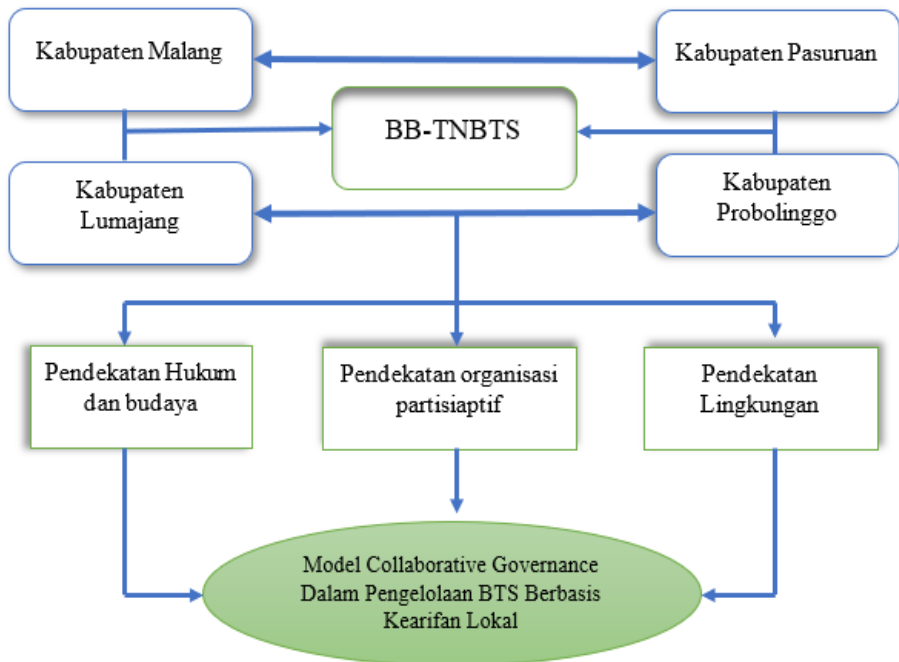 Kabupaten Malang
Kabupaten Pasuruan
BB-TNBTS
Kabupaten
Lumajang
Kabupaten
Probolinggo
Pendekatan Hukum
dan budaya
Pendekatan organisasi
partisiaptif
Pendekatan
Lingkungan
Model Collaborative Governance
Dalam Pengelolaan BTS Berbasis
Kearifan Lokal